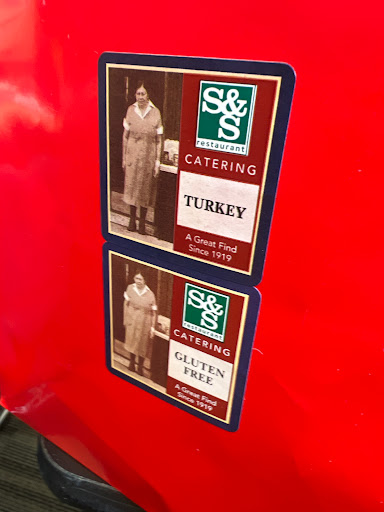 S&S
restaurant
CATERING
TURKEY
A Great Find
Since 1919
S&S
restaurant
CATERING
GLUTEN
FREE
A Great Find
Since 1919